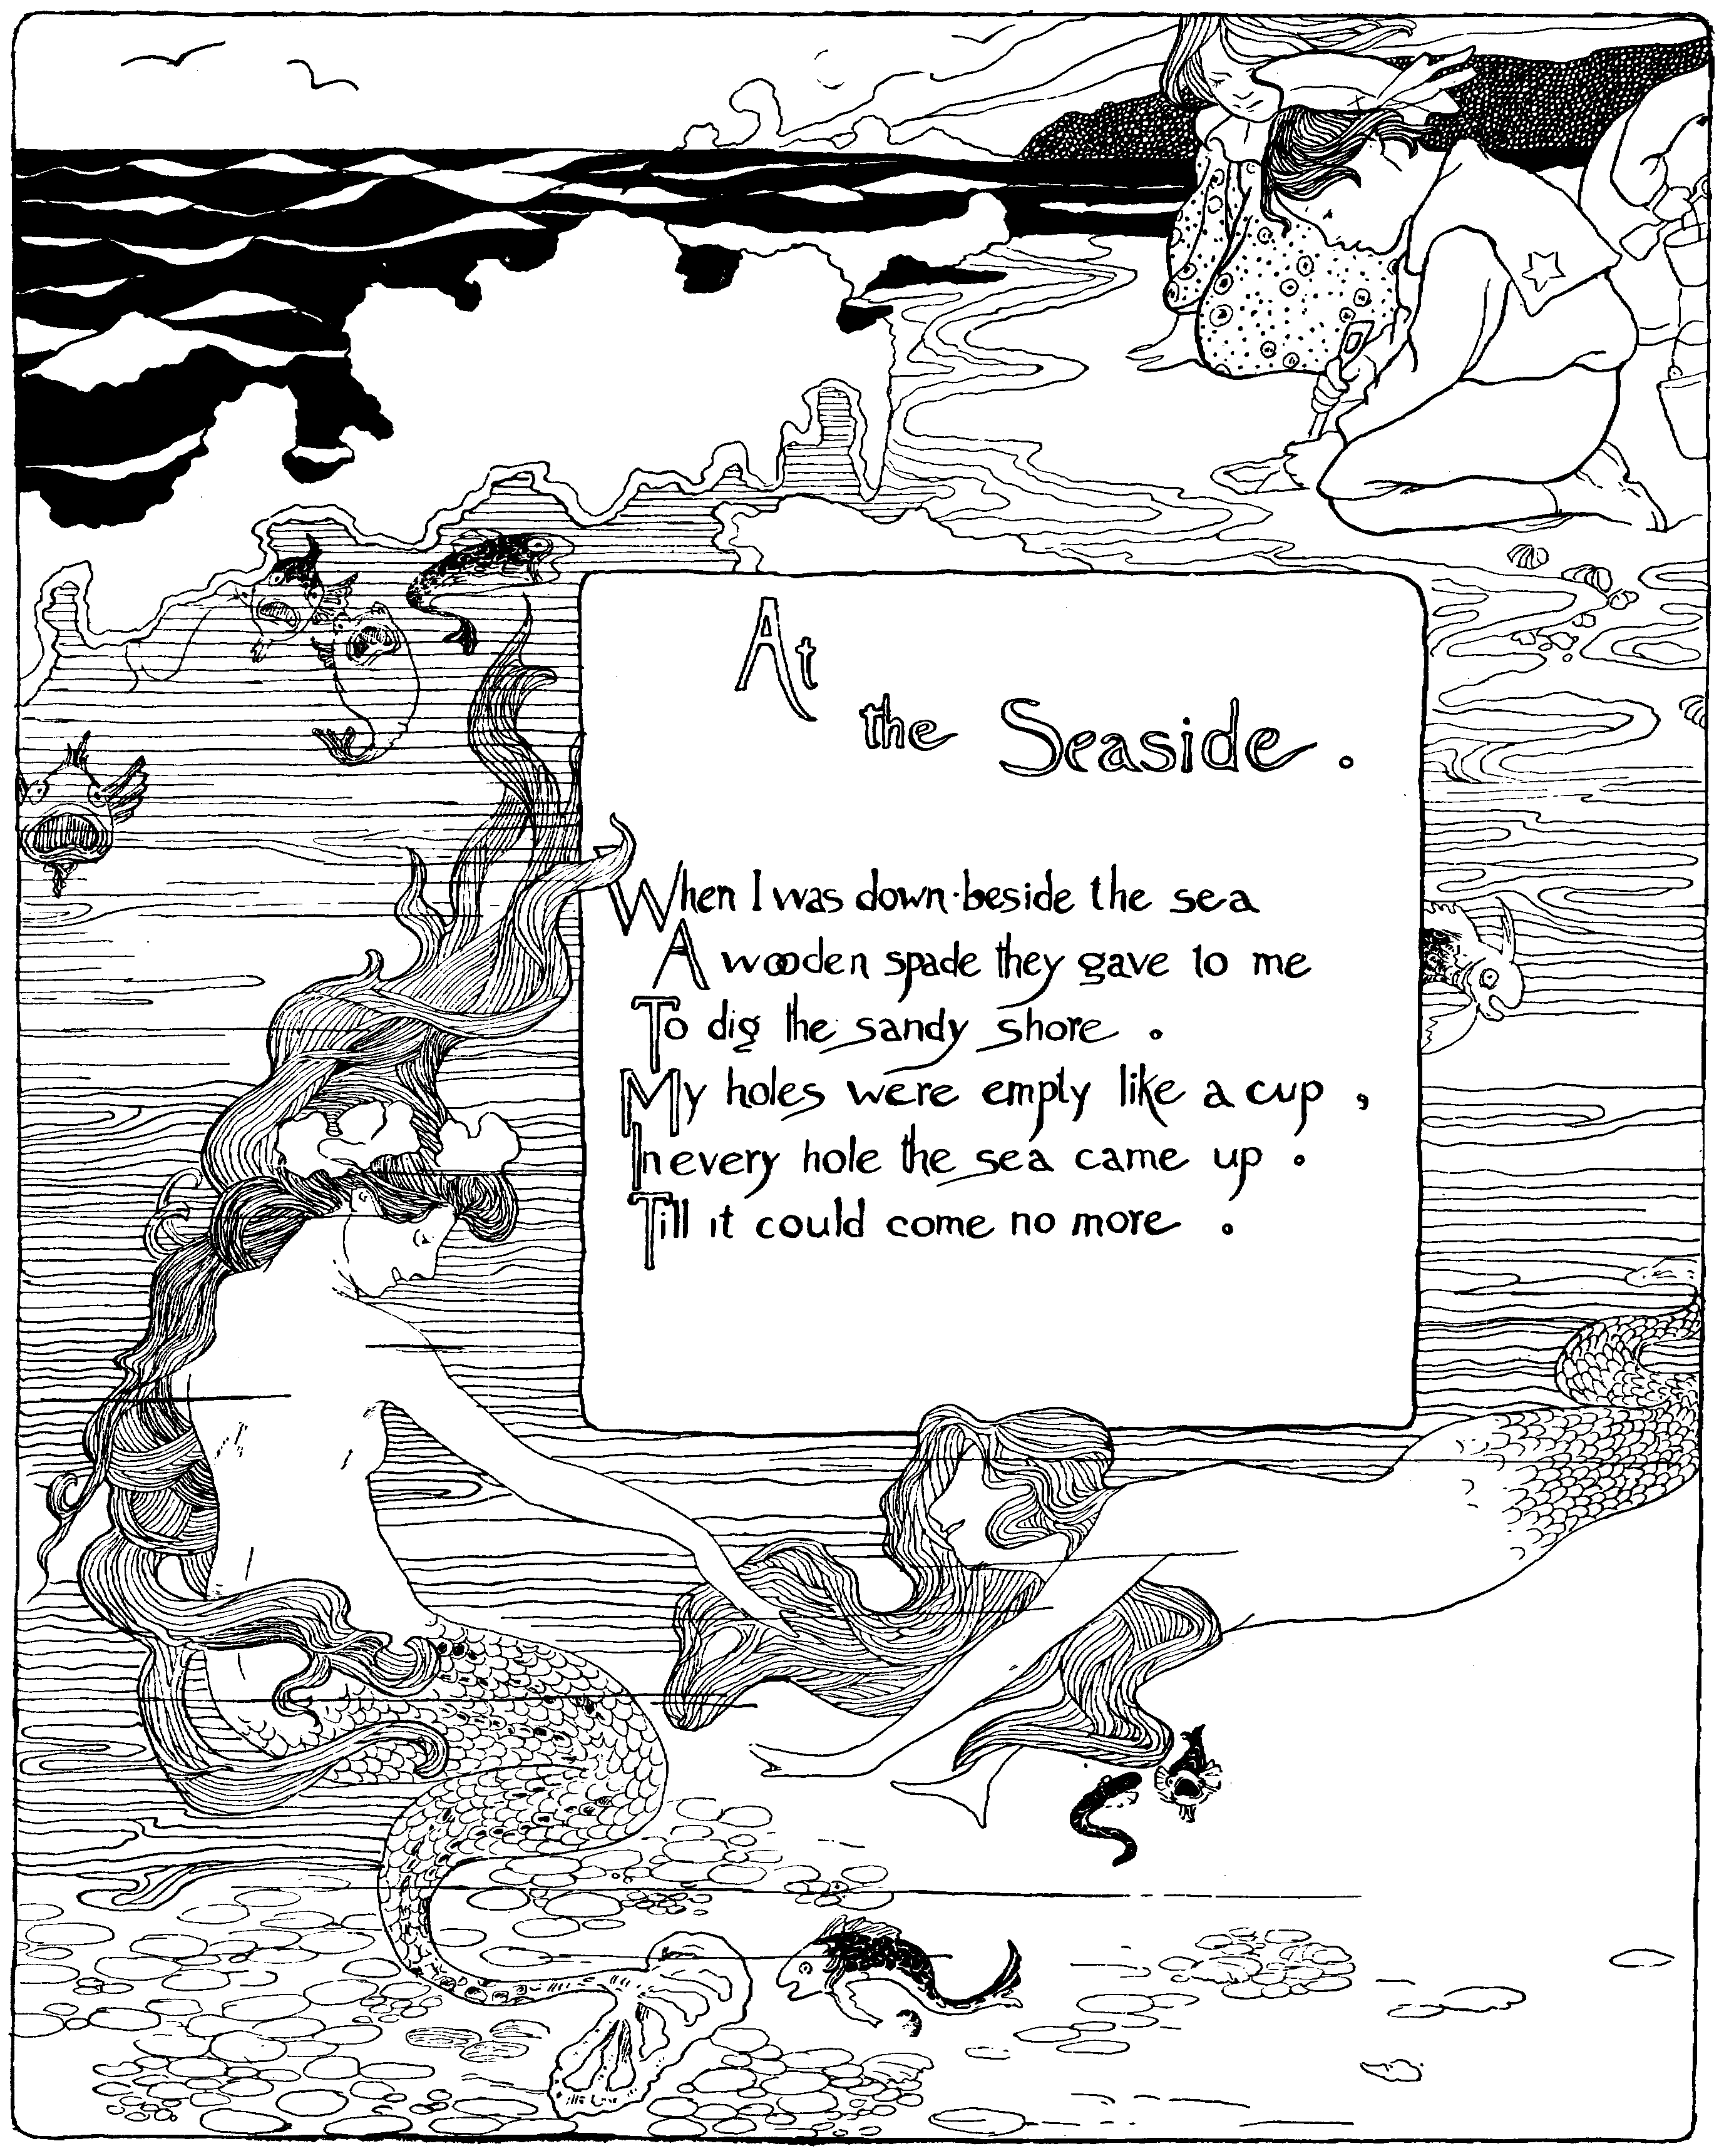 At
the Seaside.
When I was down beside the sea
A wooden spade they gave to me
To dig the sandy shore.
My holes were empty like a cup,
In every hole the sea came up.
Till it could come no more.